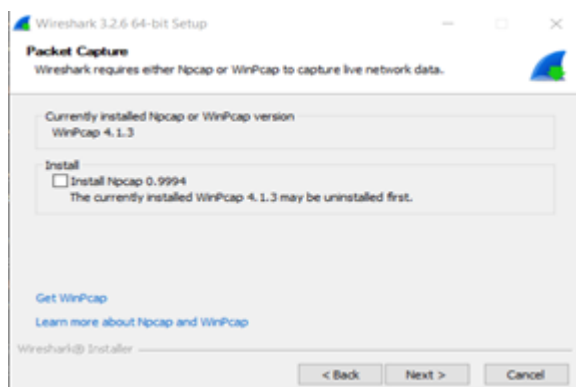 Wireshark 3.2.6 64-bit Setup
Packet Capture
Wireshark requires either Npcap or WinPcap to capture live network data.
Currently installed Npcap or WinPcap version
WinPcap 4.1.3
Install
Install Npcap 0.9994
The currently installed WinPcap 4.1.3 may be uninstalled first.
Get WinPcap
Learn more about Npcap and WinPcap
Wireshark® Installer
< Back Next > Cancel